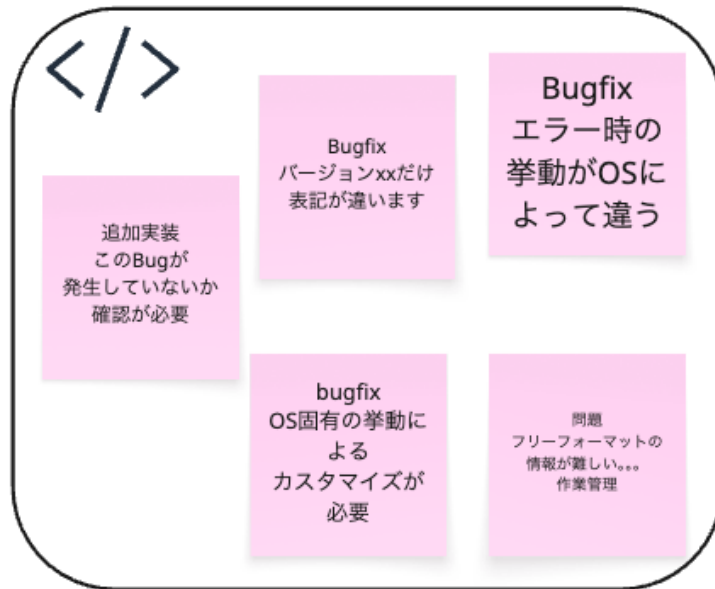 </>
Bugfix
バージョンxxだけ
表記が違います
Bugfix
エラー時の
挙動がOSに
よって違う
追加実装
このBugが
発生していないか
確認が必要
bugfix
OS固有の挙動に
よる
カスタマイズが
必要
問題
フリーフォーマットの
情報が難しい。。。
作業管理